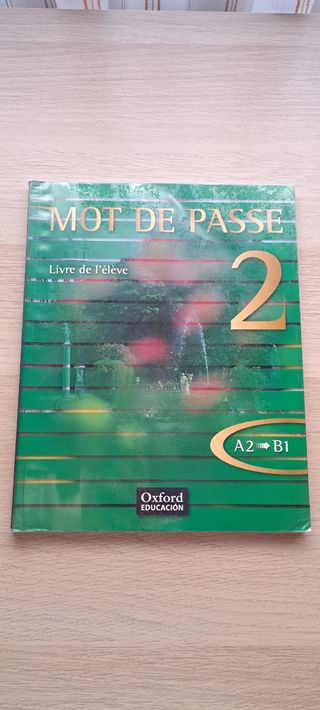 MOT DE PASSE
2
Livre de l'élève
A2 ➠ B1
Oxford
EDUCACIÓN